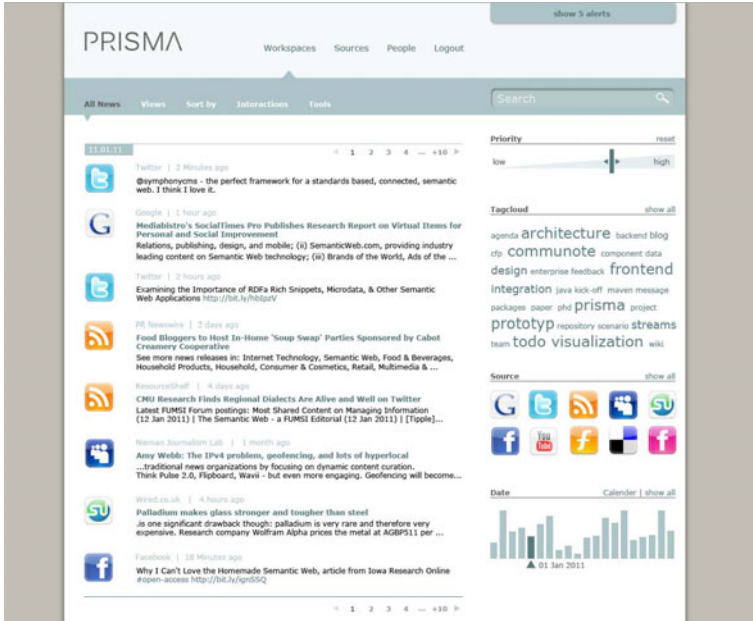 show 5 alerts
PRISMA
Workspaces Sources People Logout
All News Views Sort by Interactions Tools
Search
11.01.11
1 2 3 4 ... +10
Twitter | 2 Minutes ago
@symphonycms - the perfect framework for a standards based, connected, semantic
web. I think I love it.
Google | 1 hour ago
Mediabistro's SocialTimes Pro Publishes Research Report on Virtual Items for
Personal and Social Improvement
Relations, publishing, design, and mobile; (ii) SemanticWeb.com, providing industry
leading content on Semantic Web technology; (iii) Brands of the World, Ads of the ...
Twitter | 2 hours ago
Examining the Importance of RDFa Rich Snippets, Microdata, & Other Semantic
Web Applications http://bit.ly/hbIpzV
PR Newswire | 2 days ago
Food Bloggers to Host In-Home 'Soup Swap' Parties Sponsored by Cabot
Creamery Cooperative
See more news releases in: Internet Technology, Semantic Web, Food & Beverages,
Household Products, Household, Consumer & Cosmetics, Retail, Multimedia & ...
ResourceShelf | 4 days ago
CMU Research Finds Regional Dialects Are Alive and Well on Twitter
Latest FUMSI Forum postings: Most Shared Content on Managing Information
(12 Jan 2011) | The Semantic Web - a FUMSI Editorial (12 Jan 2011) | [Tipple]...
Nieman Journalism Lab | 1 month ago
Amy Webb: The IPv4 problem, geofencing, and lots of hyperlocal
...traditional news organizations by focusing on dynamic content curation.
Think Pulse 2.0, Flipboard, Wavii - but even more engaging. Geofencing will become...
Wired.co.uk | 4 hours ago
Palladium makes glass stronger and tougher than steel
.is one significant drawback though: palladium is very rare and therefore very
expensive. Research company Wolfram Alpha prices the metal at AGBP511 per ...
Facebook | 18 Minutes ago
Why I Can't Love the Homemade Semantic Web, article from Iowa Research Online
#open-access http://bit.ly/ignSSQ
1 2 3 4 ... +10
Priority reset
low high
Tagcloud show all
agenda architecture backend blog
cfp communote component data
design enterprise feedback frontend
integration java kick-off maven message
packages paper phd prisma project
prototyp repository scenario streams
team todo visualization wiki
Source show all
G
You
Tube
f
Date Calender | show all
01 Jan 2011